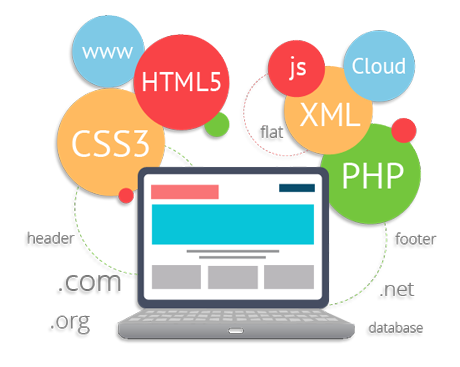 www
HTML5
CSS3
js
Cloud
XML
flat
PHP
header
footer
.com
.net
.org
database